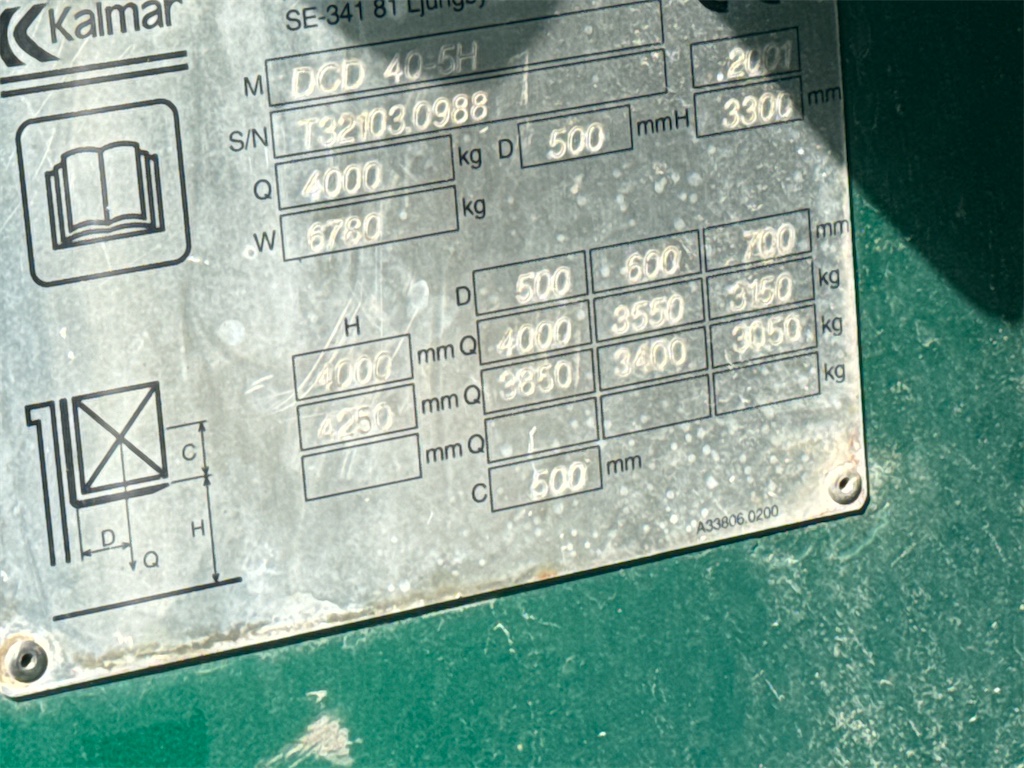 Kalmar
SE-341 81 Ljungby
M DCD 40-5H 2001
S/N T32103.0988
Q 4000 kg D 500 mm H 3300 mm
W 6780 kg
D 500 600 700 mm
H
4000 mm Q 4000 3550 3150 kg
4250 mm Q 3850 3400 3050 kg
mm Q kg
C 500 mm
C
H
D
Q
A33806.0200